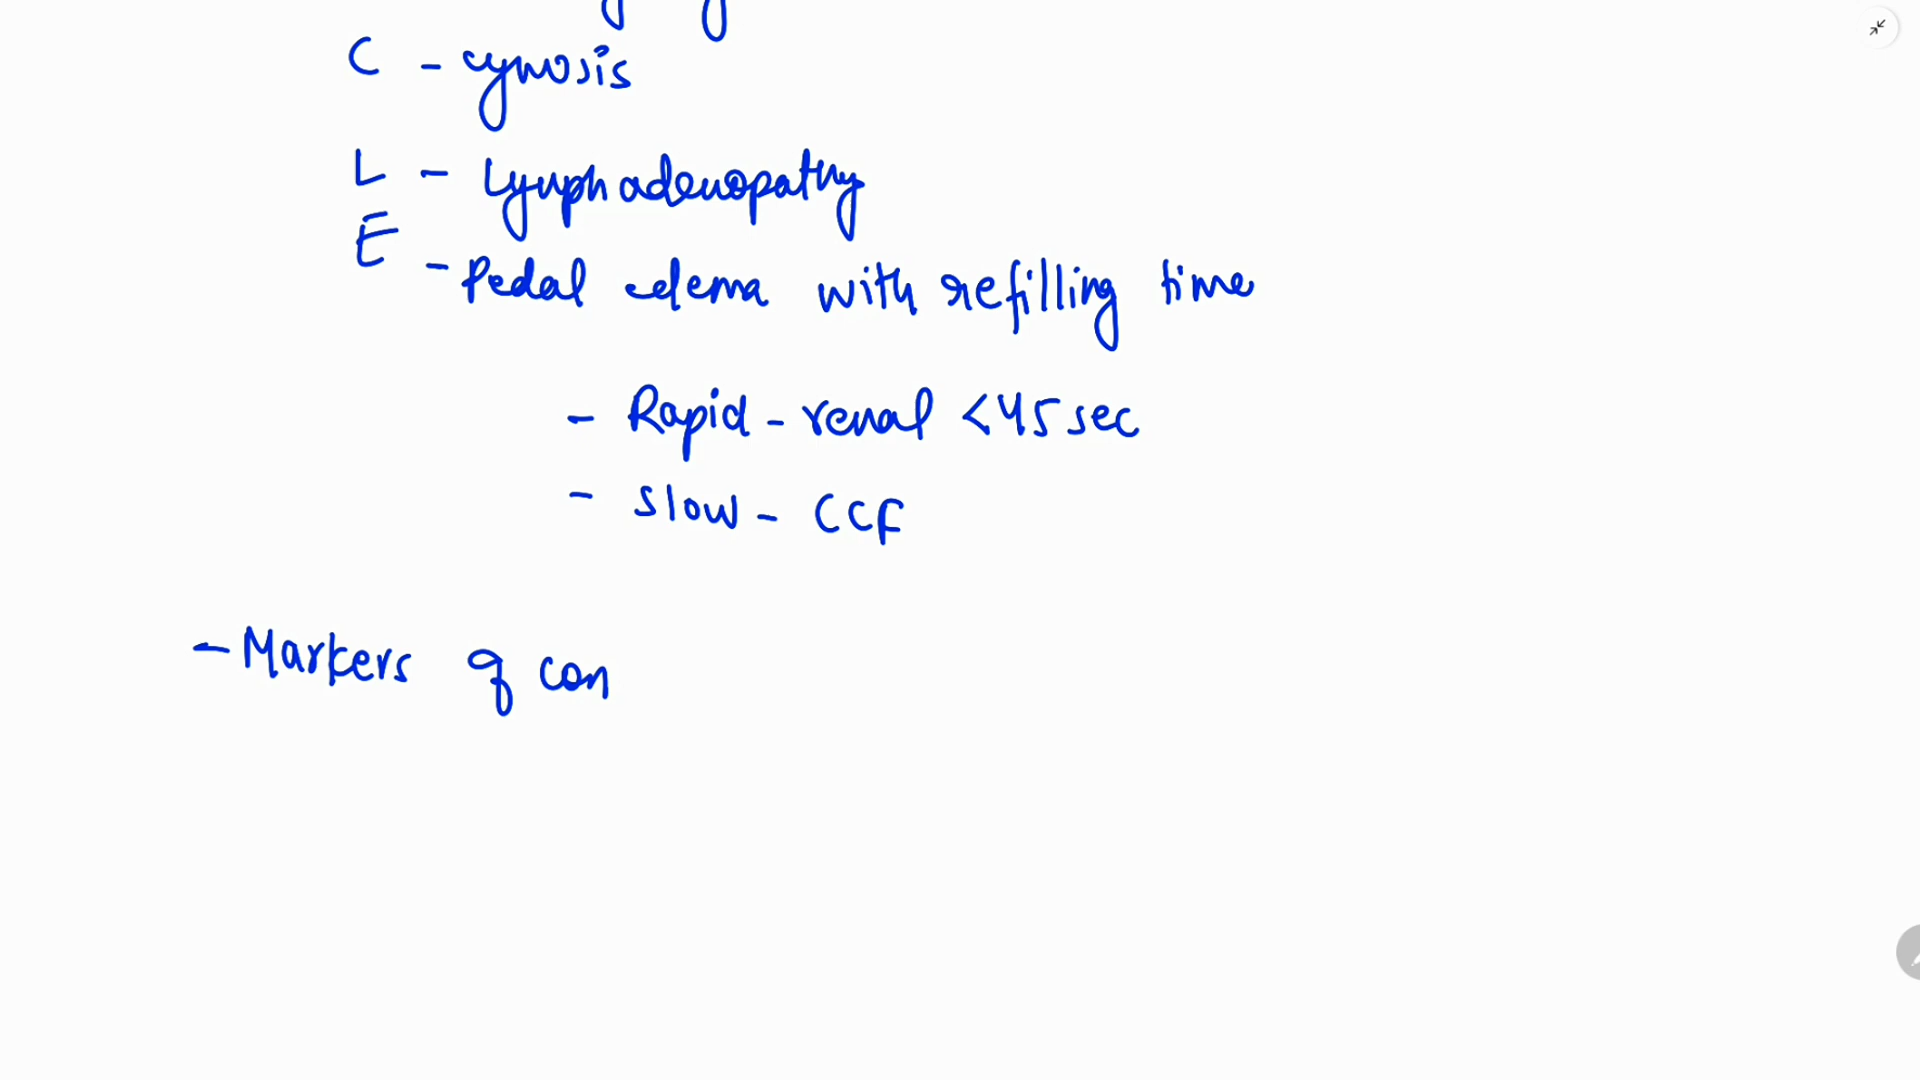 C - cynosis
L - Lymphadenopathy
E - Pedal edema with refilling time
- Rapid - renal <45 sec
- Slow - CCF
- Markers of con